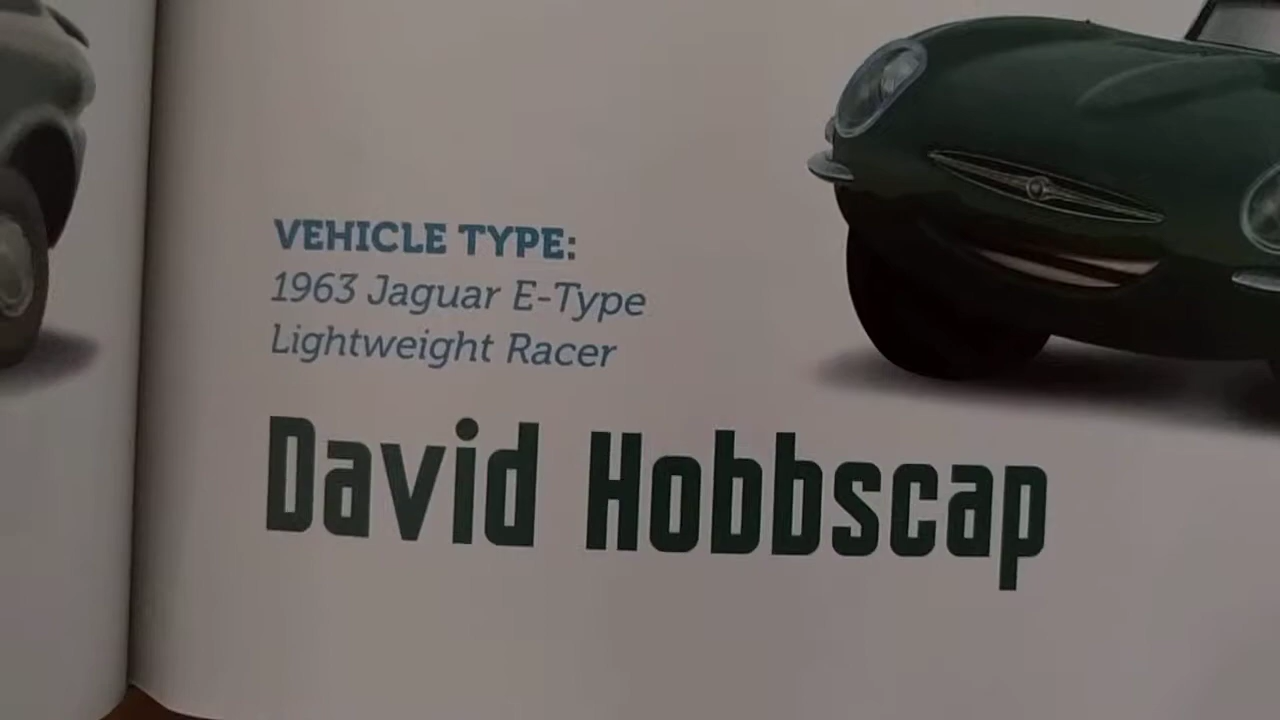 VEHICLE TYPE:
1963 Jaguar E-Type
Lightweight Racer
David Hobbscap